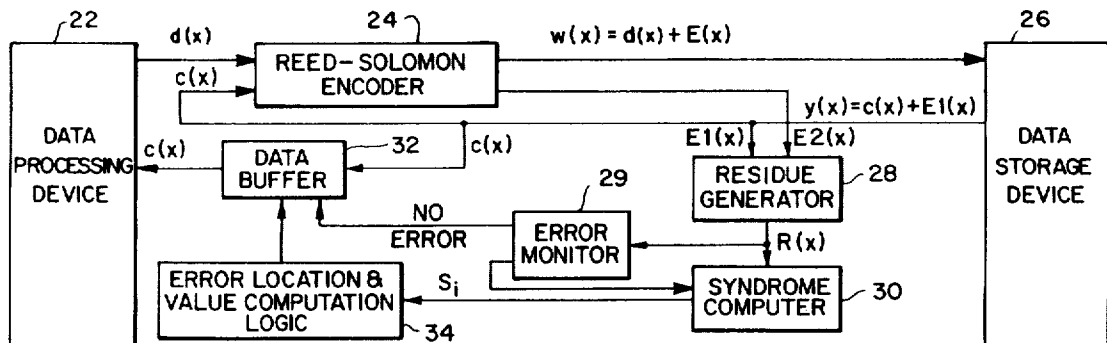 22
24
26
d(x)
w(x) = d(x) + E(x)
REED-SOLOMON
ENCODER
c(x)
y(x) = c(x) + E1(x)
DATA
PROCESSING
DEVICE
c(x)
DATA
BUFFER
32
c(x)
E1(x)
E2(x)
DATA
STORAGE
DEVICE
RESIDUE
GENERATOR
28
29
NO
ERROR
ERROR
MONITOR
R(x)
ERROR LOCATION &
VALUE COMPUTATION
LOGIC
34
Si
SYNDROME
COMPUTER
30